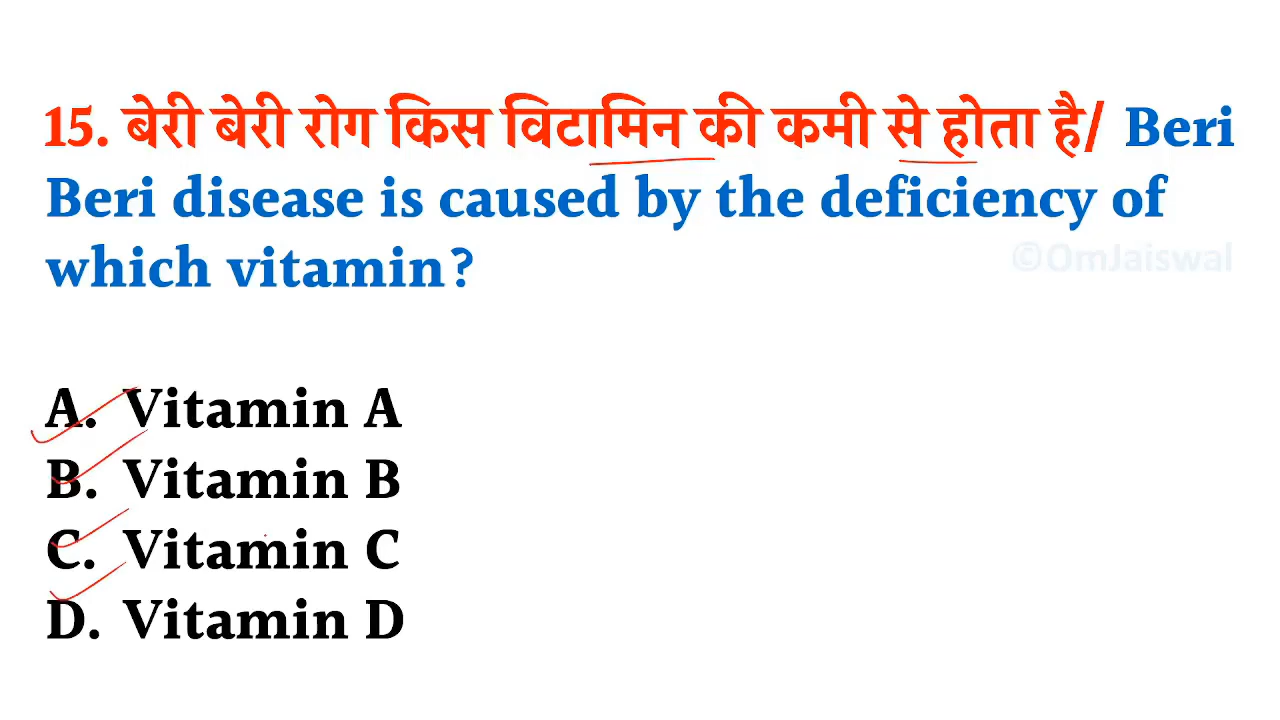 15. बेरी बेरी रोग किस विटामिन की कमी से होता है/ Beri
Beri disease is caused by the deficiency of
which vitamin?
©OmJaiswal
A. Vitamin A
B. Vitamin B
C. Vitamin C
D. Vitamin D